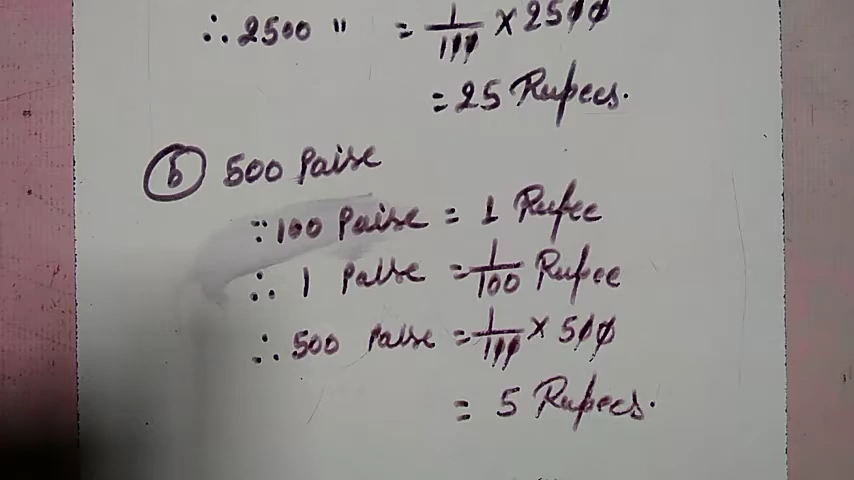 ∴ 2500 " = 1/100 × 2500
= 25 Rupees.
(b) 500 Paise
∵ 100 Paise = 1 Rupee
∴ 1 Paise = 1/100 Rupee
∴ 500 Paise = 1/100 × 500
= 5 Rupees.